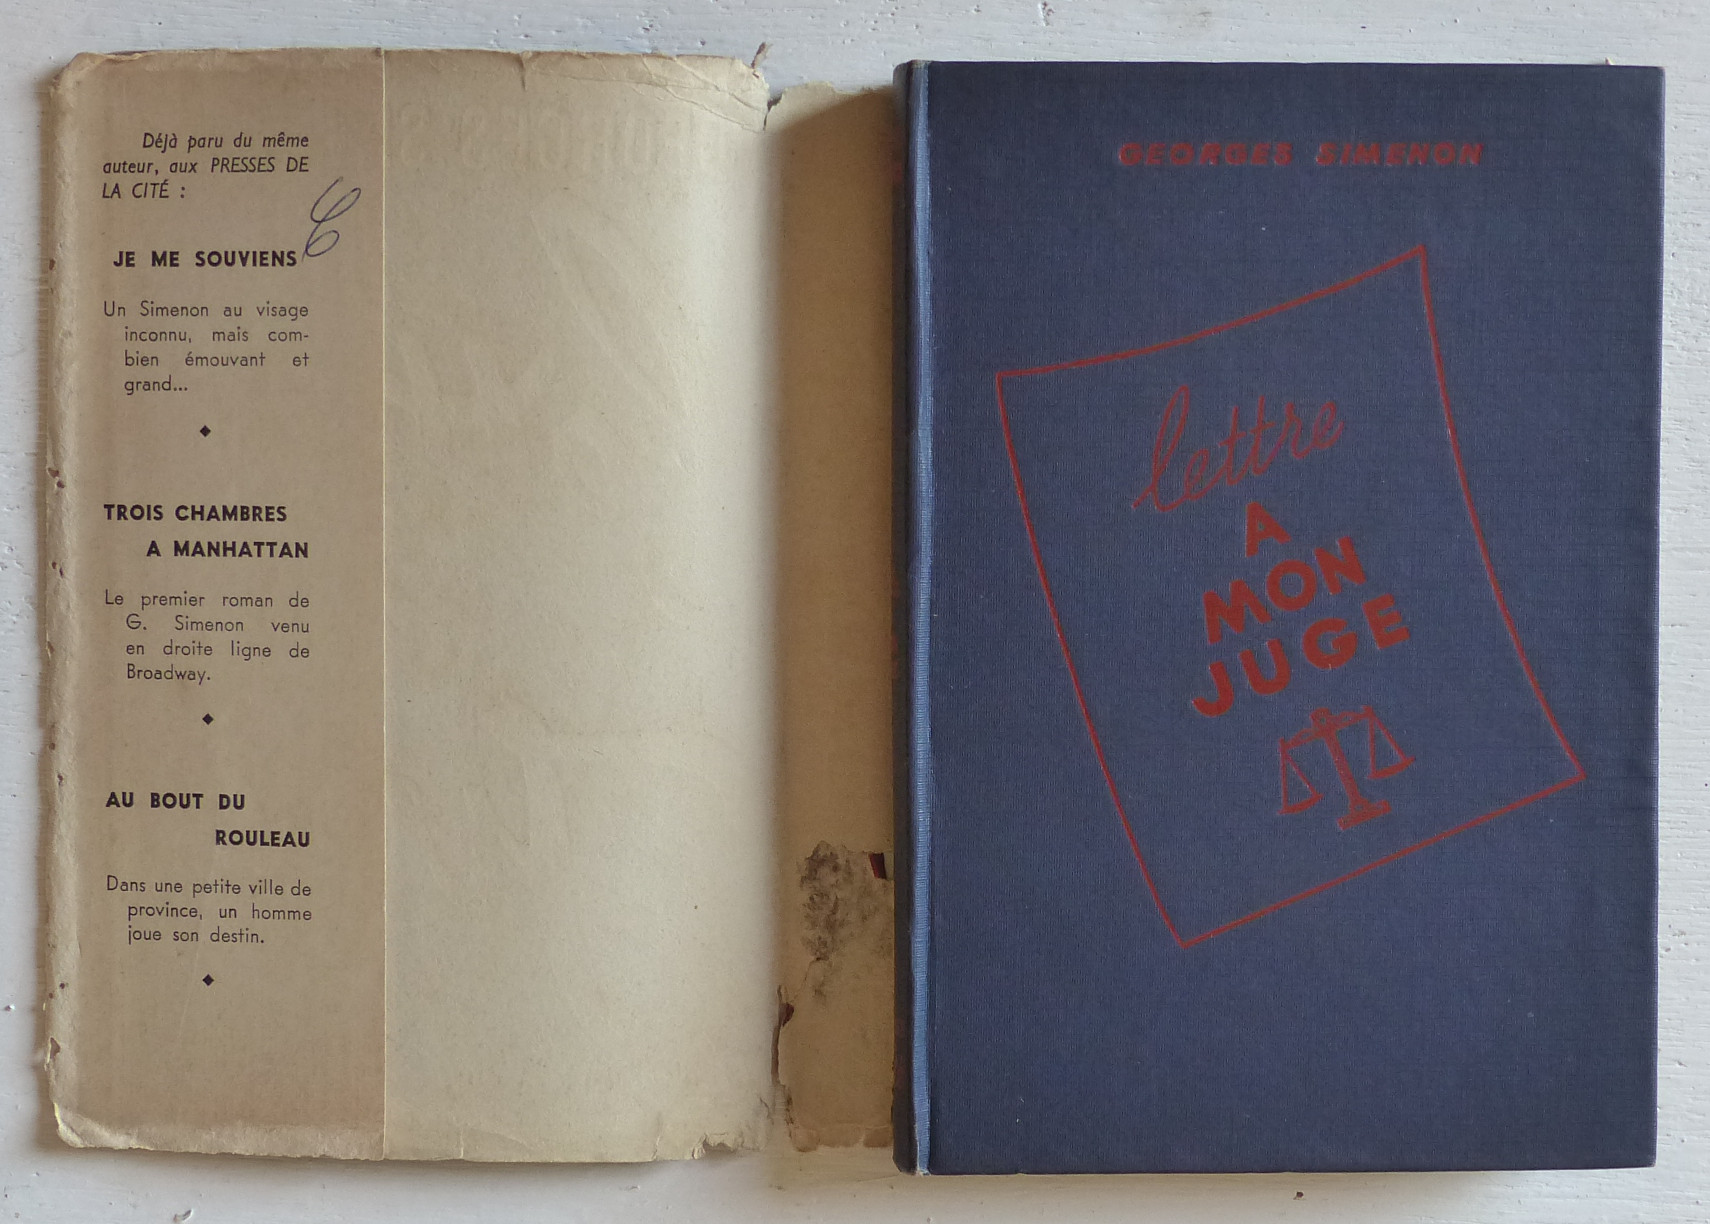 Déjà paru du même
auteur, aux PRESSES DE
LA CITÉ :
JE ME SOUVIENS
Un Simenon au visage
inconnu, mais com-
bien émouvant et
grand...
TROIS CHAMBRES
A MANHATTAN
Le premier roman de
G. Simenon venu
en droite ligne de
Broadway.
AU BOUT DU
ROULEAU
Dans une petite ville de
province, un homme
joue son destin.
GEORGES SIMENON
lettre
A
MON
JUGE